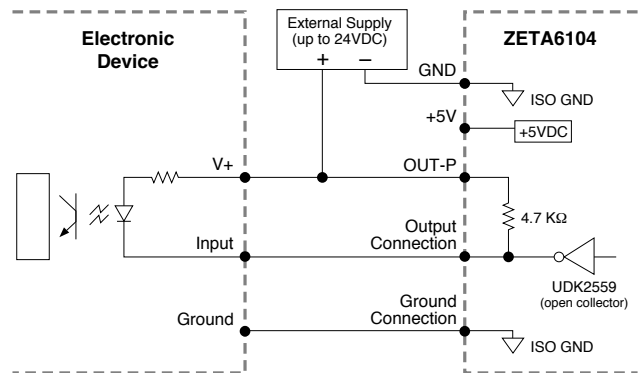 Electronic
Device
External Supply
(up to 24VDC)
+ –
ZETA6104
GND
ISO GND
+5V
+5VDC
V+
OUT-P
4.7 KΩ
Input
Output
Connection
UDK2559
(open collector)
Ground
Ground
Connection
ISO GND